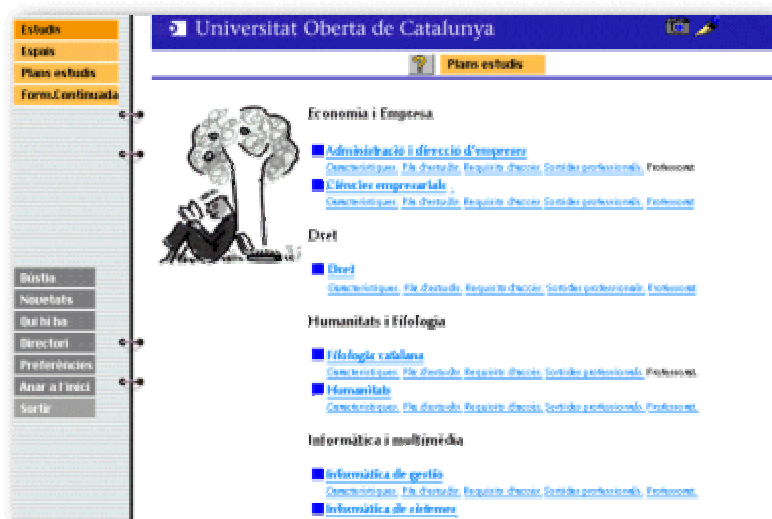 Estudis
Espais
Plans estudis
Form.Continuada
Bústia
Novetats
Qui hi ha
Directori
Preferències
Anar a l'inici
Sortir
Universitat Oberta de Catalunya
? Plans estudis
Economia i Empresa
Administració i direcció d'empreses
Característiques, Pla d'estudis, Requisits d'accés, Sortides professionals, Professorat
Ciències empresarials
Característiques, Pla d'estudis, Requisits d'accés, Sortides professionals, Professorat
Dret
Dret
Característiques, Pla d'estudis, Requisits d'accés, Sortides professionals, Professorat
Humanitats i Filologia
Filologia catalana
Característiques, Pla d'estudis, Requisits d'accés, Sortides professionals, Professorat.
Humanitats
Característiques, Pla d'estudis, Requisits d'accés, Sortides professionals, Professorat.
Informàtica i multimèdia
Informàtica de gestió
Característiques, Pla d'estudis, Requisits d'accés, Sortides professionals, Professorat.
Informàtica de sistemes